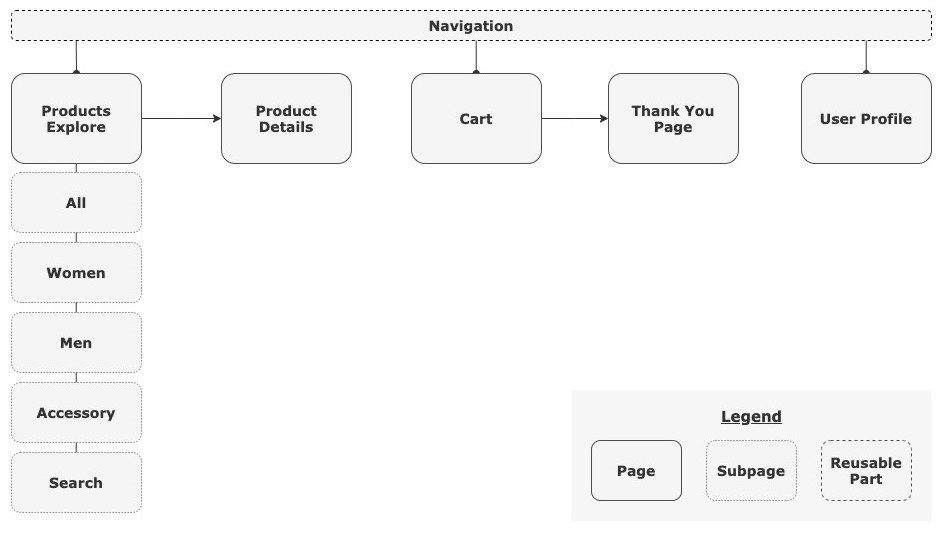 Navigation
Products
Explore
Product
Details
Cart
Thank You
Page
User Profile
All
Women
Men
Accessory
Search
Legend
Page
Subpage
Reusable
Part